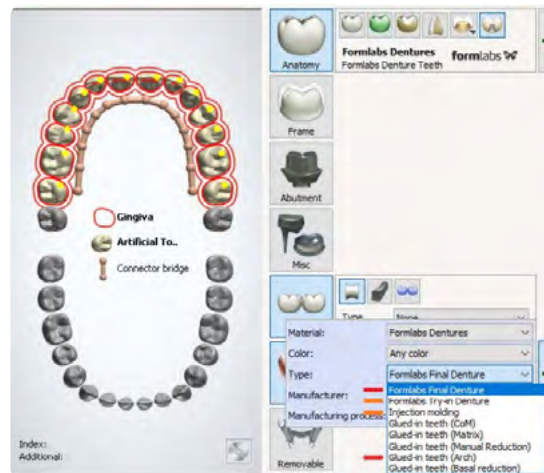 Gingiva
Artificial To..
Connector bridge
Index:
Additional:
Anatomy
Formlabs Dentures
Formlabs Denture Teeth
formlabs
Frame
Abutment
Misc
Type
None
Material:
Formlabs Dentures
Color:
Any color
Type:
Formlabs Final Denture
Manufacturer:
Formlabs Final Denture
Formlabs Try-in Denture
Manufacturing process:
Injection molding
Glued-in teeth (CoM)
Glued-in teeth (Matrix)
Glued-in teeth (Manual Reduction)
Glued-in teeth (Arch)
Glued-in teeth (Basal reduction)
Removable